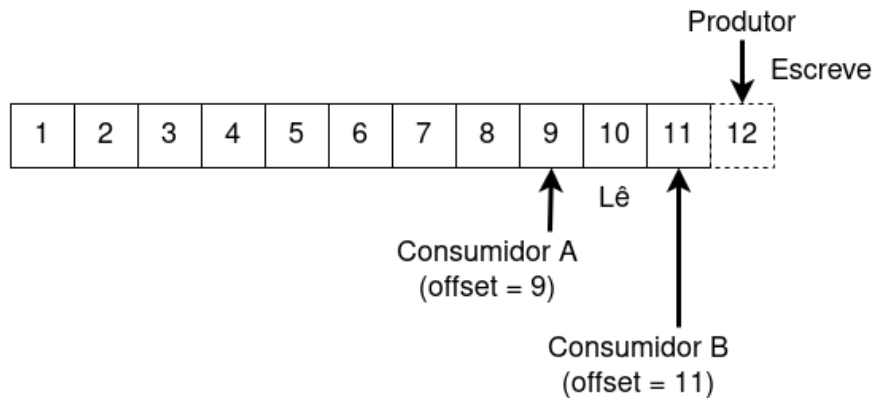 Produtor
Escreve
1 2 3 4 5 6 7 8 9 10 11 12
Lê
Consumidor A
(offset = 9)
Consumidor B
(offset = 11)